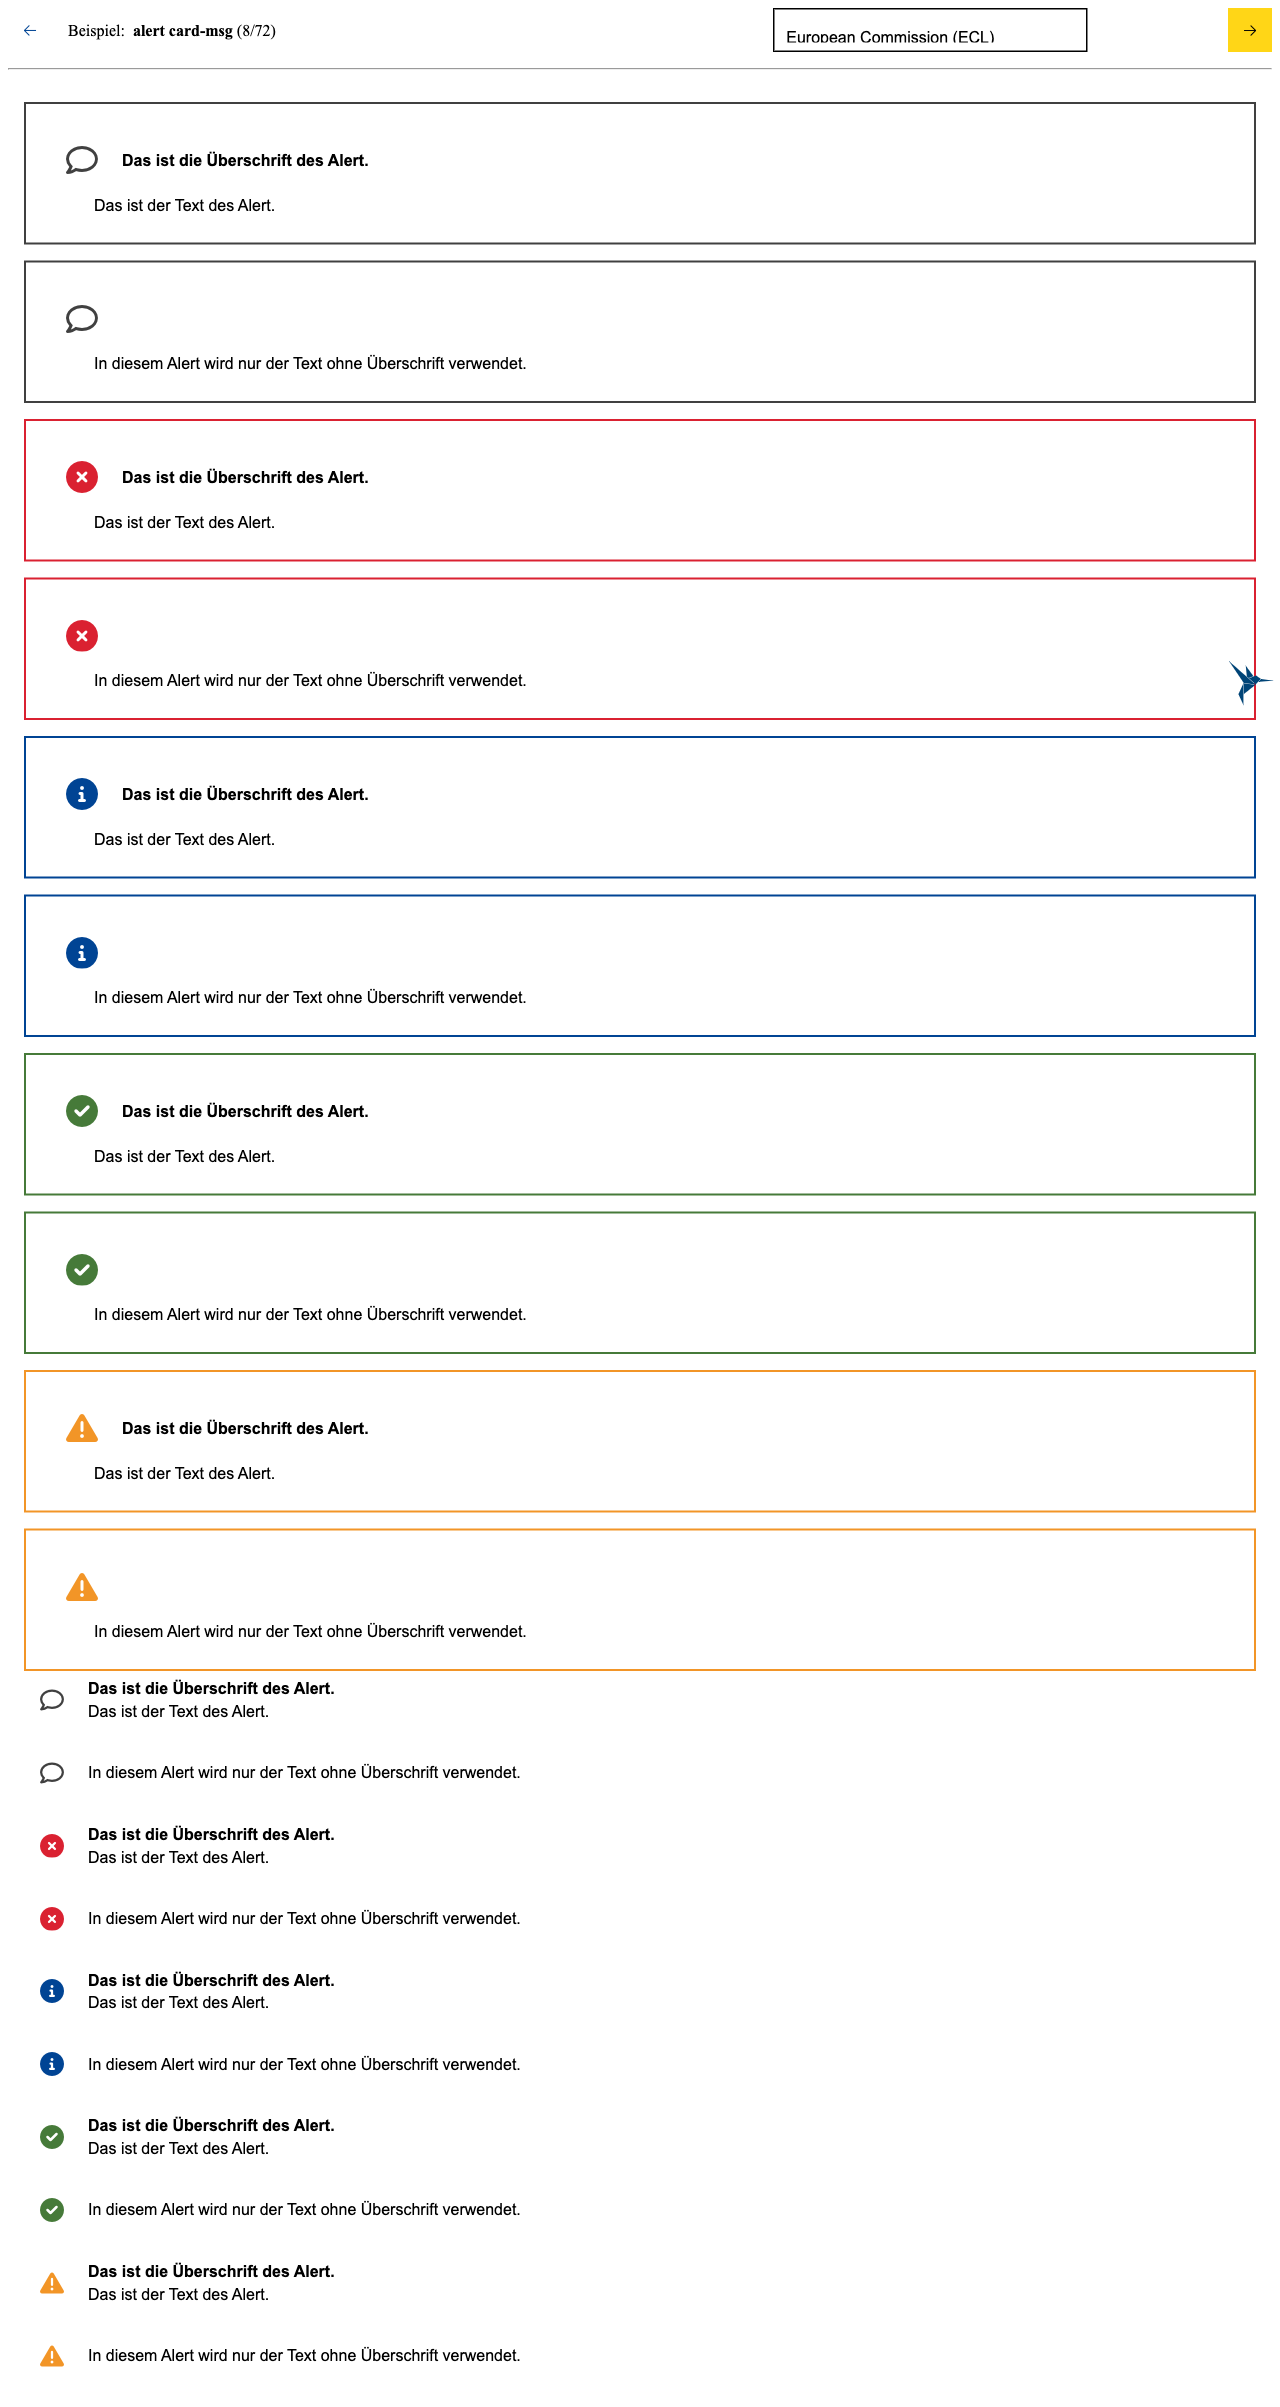 Beispiel: alert card-msg (8/72)
European Commission (ECL)
Das ist die Überschrift des Alert.
Das ist der Text des Alert.
In diesem Alert wird nur der Text ohne Überschrift verwendet.
Das ist die Überschrift des Alert.
Das ist der Text des Alert.
In diesem Alert wird nur der Text ohne Überschrift verwendet.
Das ist die Überschrift des Alert.
Das ist der Text des Alert.
In diesem Alert wird nur der Text ohne Überschrift verwendet.
Das ist die Überschrift des Alert.
Das ist der Text des Alert.
In diesem Alert wird nur der Text ohne Überschrift verwendet.
Das ist die Überschrift des Alert.
Das ist der Text des Alert.
In diesem Alert wird nur der Text ohne Überschrift verwendet.
Das ist die Überschrift des Alert.
Das ist der Text des Alert.
In diesem Alert wird nur der Text ohne Überschrift verwendet.
Das ist die Überschrift des Alert.
Das ist der Text des Alert.
In diesem Alert wird nur der Text ohne Überschrift verwendet.
Das ist die Überschrift des Alert.
Das ist der Text des Alert.
In diesem Alert wird nur der Text ohne Überschrift verwendet.
Das ist die Überschrift des Alert.
Das ist der Text des Alert.
In diesem Alert wird nur der Text ohne Überschrift verwendet.
Das ist die Überschrift des Alert.
Das ist der Text des Alert.
In diesem Alert wird nur der Text ohne Überschrift verwendet.